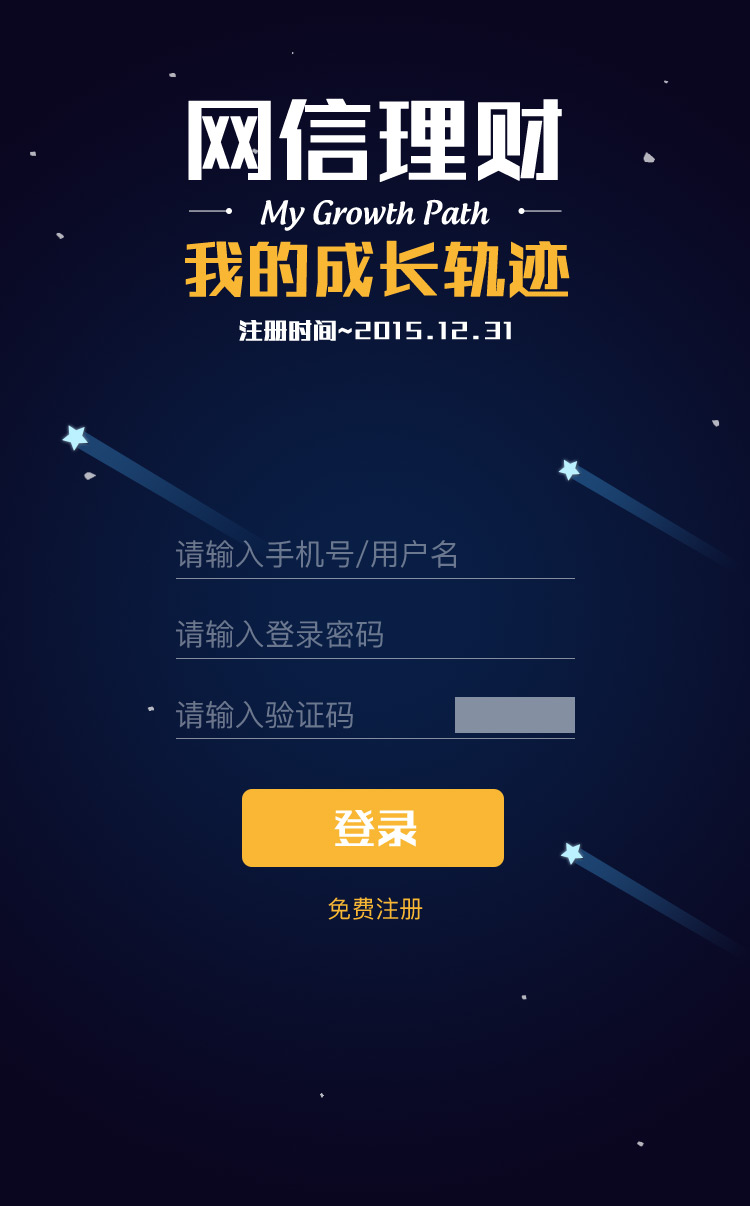 网信理财
My Growth Path
我的成长轨迹
注册时间~2015.12.31
请输入手机号/用户名
请输入登录密码
请输入验证码
登录
免费注册